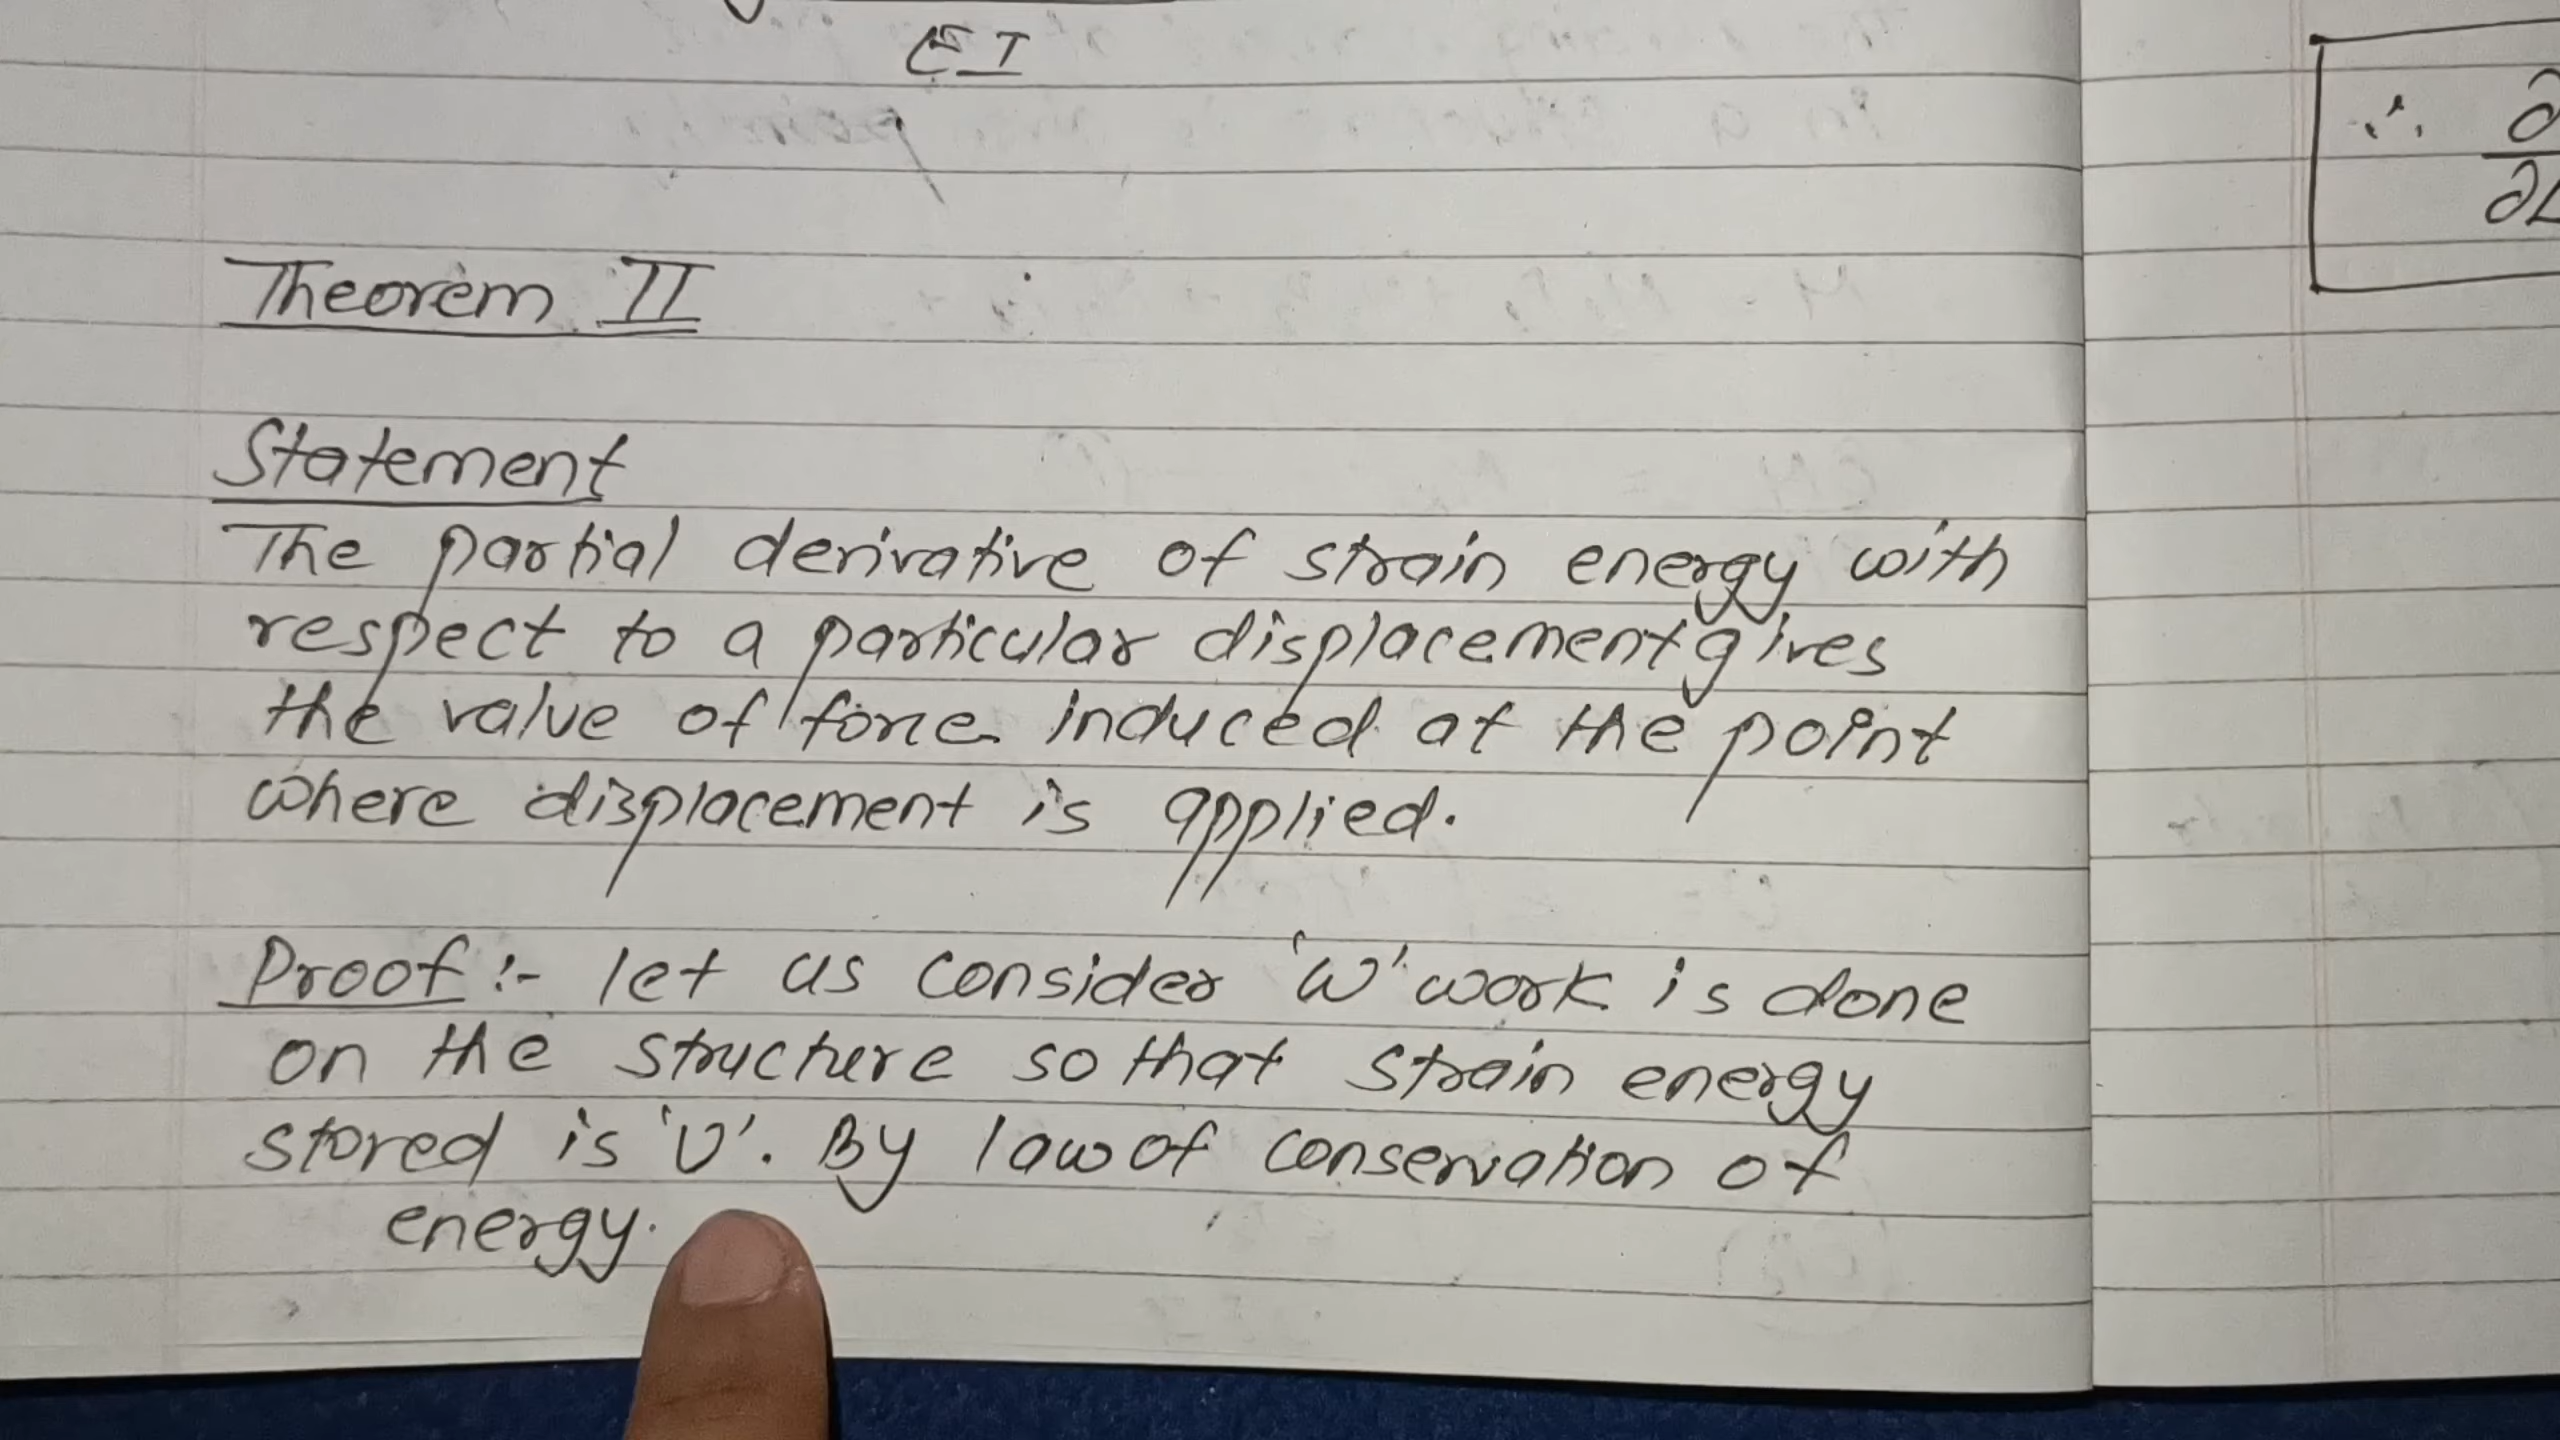 EI
Theorem II
Statement
The partial derivative of strain energy with
respect to a particular displacement gives
the value of force induced at the point
where displacement is applied.
Proof :- let us consider 'W' work is done
on the structure so that strain energy
stored is 'U'. By law of conservation of
energy.
∴ ∂
∂